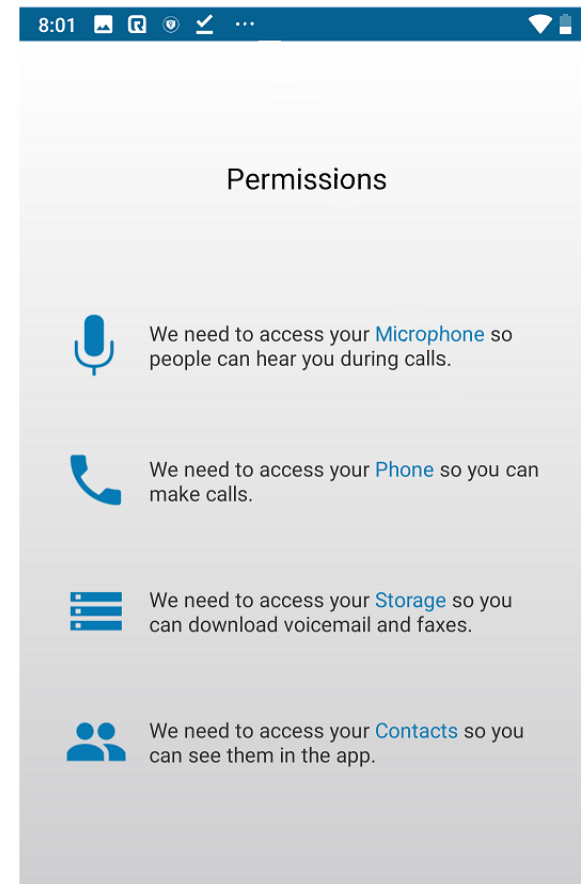 8:01
Permissions
We need to access your Microphone so
people can hear you during calls.
We need to access your Phone so you can
make calls.
We need to access your Storage so you
can download voicemail and faxes.
We need to access your Contacts so you
can see them in the app.